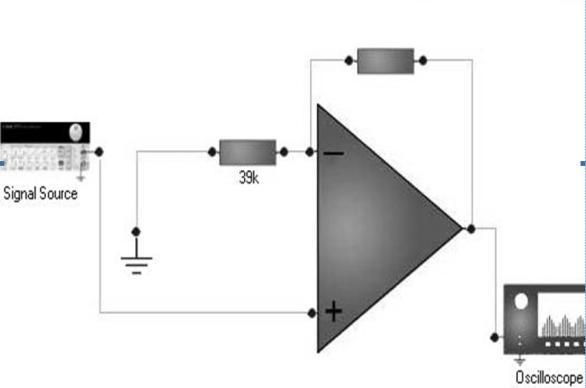 39k
−
Signal Source
+
Oscilloscope